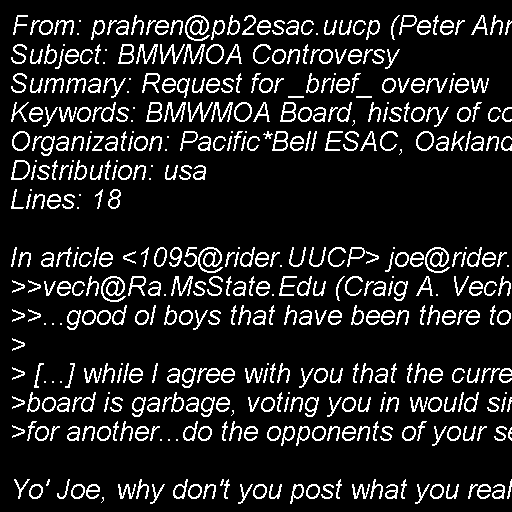 From: prahren@pb2esac.uucp (Peter Ahr
Subject: BMWMOA Controversy
Summary: Request for _brief_ overview
Keywords: BMWMOA Board, history of co
Organization: Pacific*Bell ESAC, Oakland
Distribution: usa
Lines: 18

In article <1095@rider.UUCP> joe@rider.
>>vech@Ra.MsState.Edu (Craig A. Vech
>>...good ol boys that have been there to
>
> [...] while I agree with you that the curre
>board is garbage, voting you in would sin
>for another...do the opponents of your se

Yo' Joe, why don't you post what you real